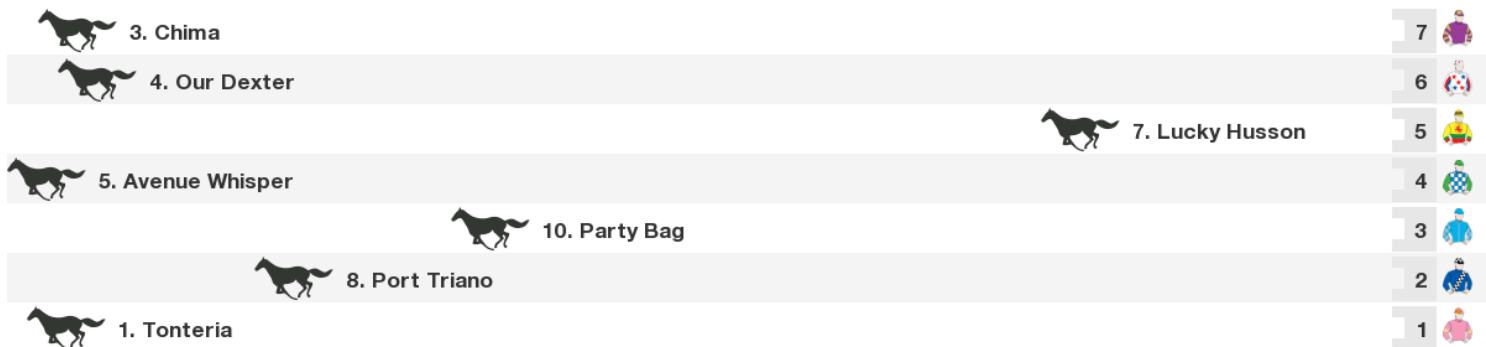 3. Chima 7
4. Our Dexter 6
7. Lucky Husson 5
5. Avenue Whisper 4
10. Party Bag 3
8. Port Triano 2
1. Tonteria 1